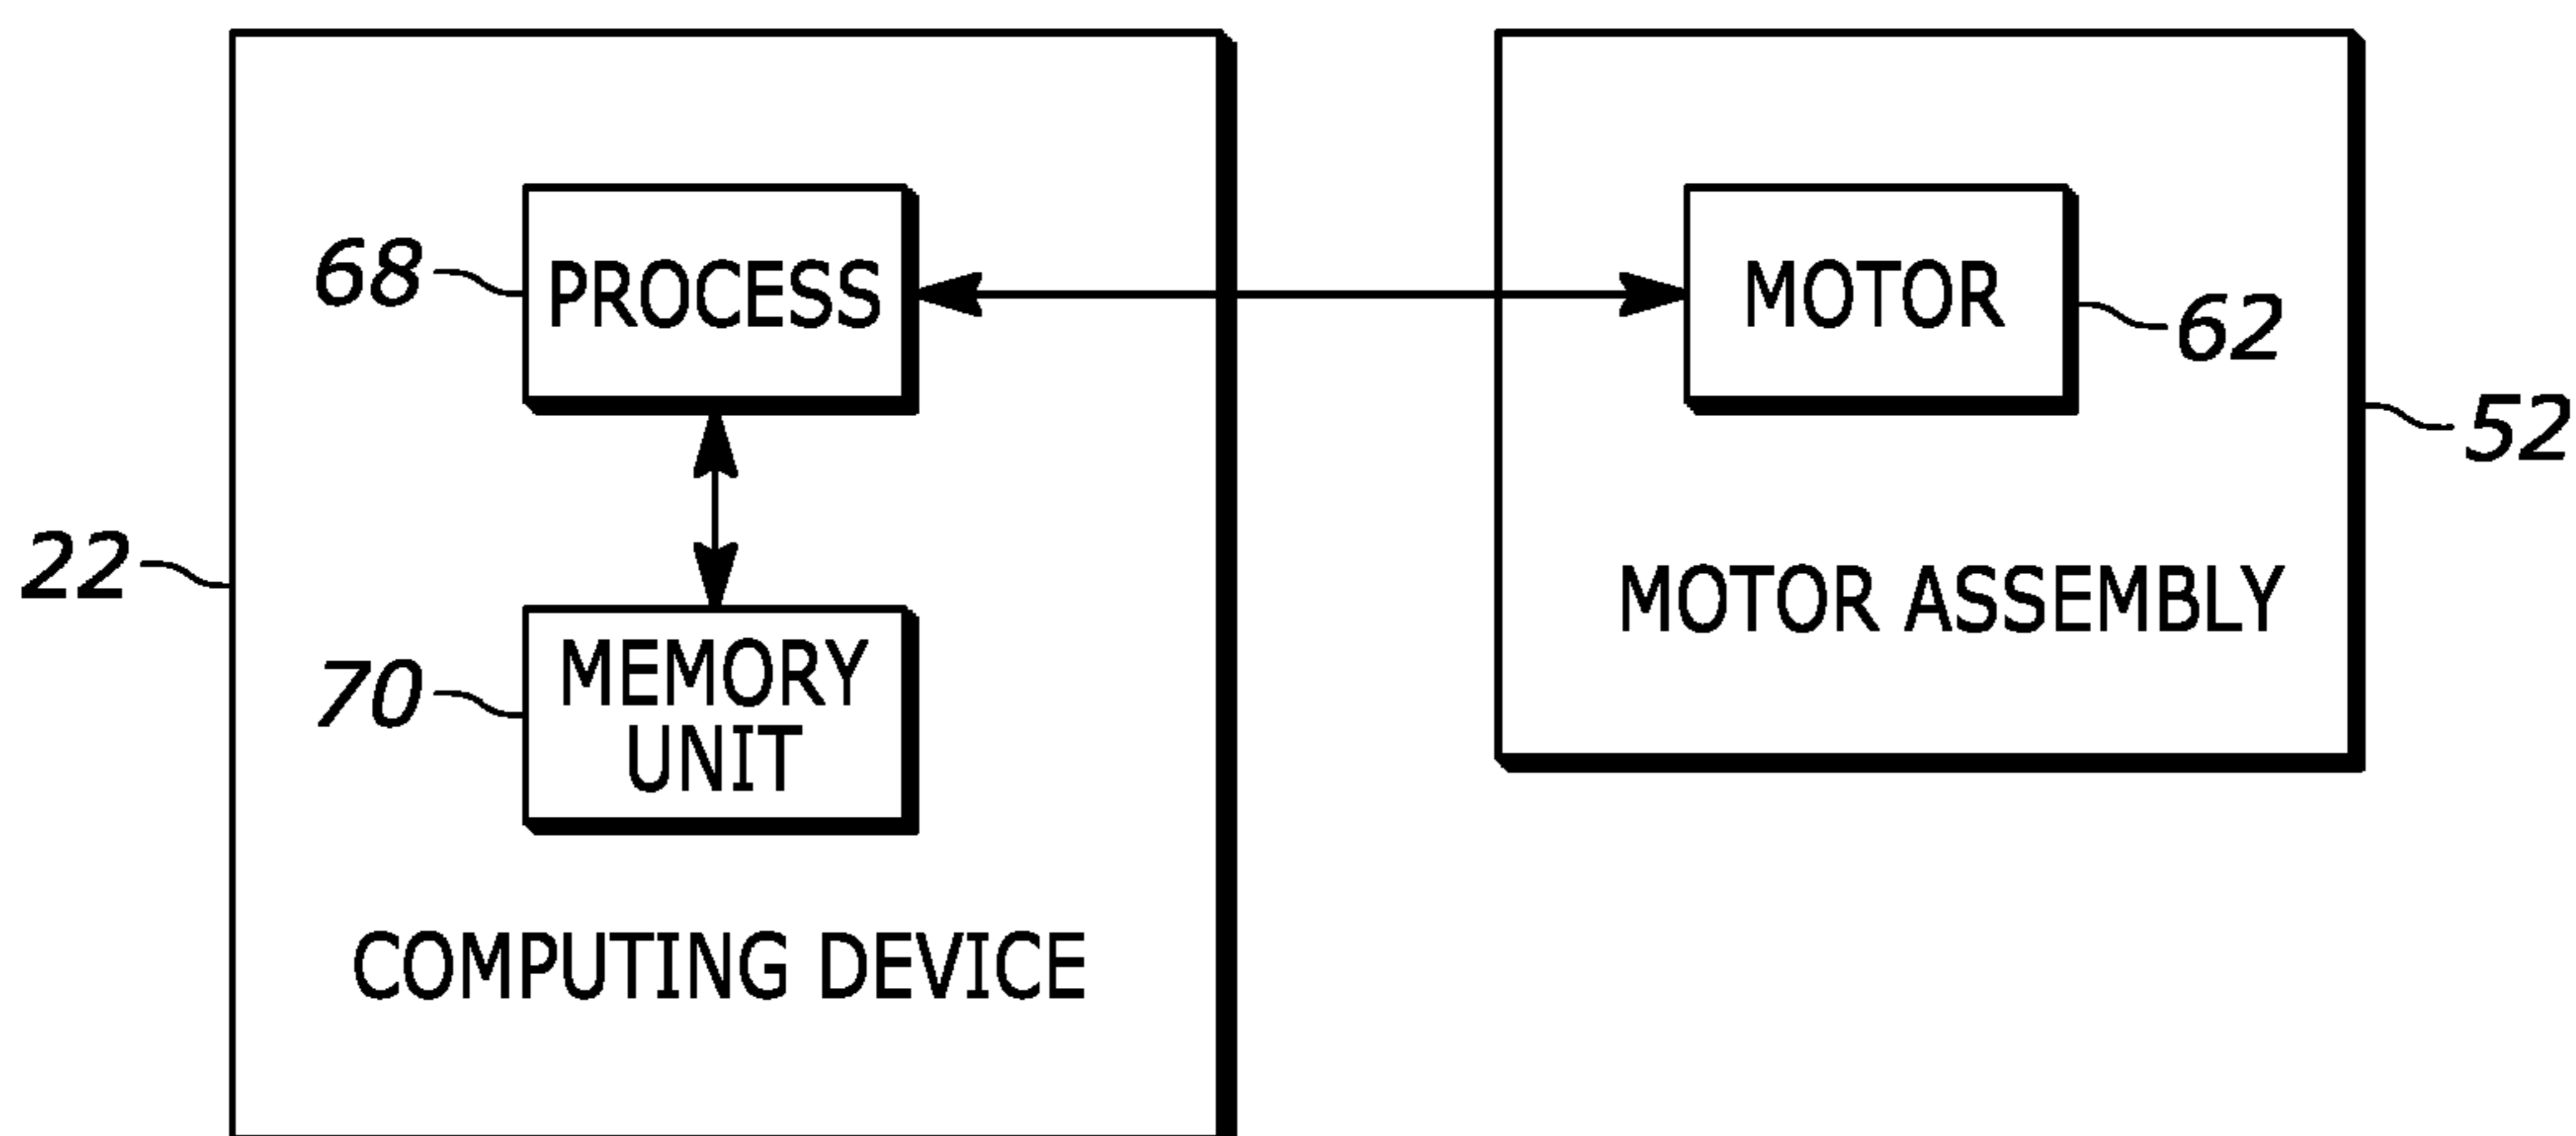 68
PROCESS
MOTOR
62
52
22
70
MEMORY
UNIT
MOTOR ASSEMBLY
COMPUTING DEVICE